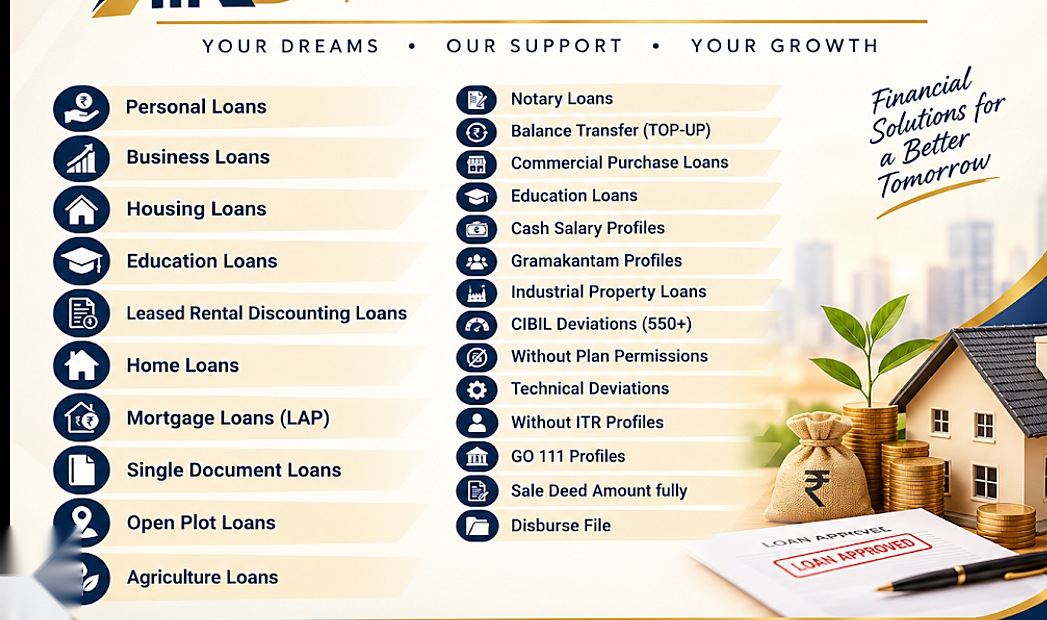 YOUR DREAMS • OUR SUPPORT • YOUR GROWTH
Personal Loans
Business Loans
Housing Loans
Education Loans
Leased Rental Discounting Loans
Home Loans
Mortgage Loans (LAP)
Single Document Loans
Open Plot Loans
Agriculture Loans
Notary Loans
Balance Transfer (TOP-UP)
Commercial Purchase Loans
Education Loans
Cash Salary Profiles
Gramakantam Profiles
Industrial Property Loans
CIBIL Deviations (550+)
Without Plan Permissions
Technical Deviations
Without ITR Profiles
GO 111 Profiles
Sale Deed Amount fully
Disburse File
Financial
Solutions for
a Better
Tomorrow
₹
LOAN
LOAN APPROVED